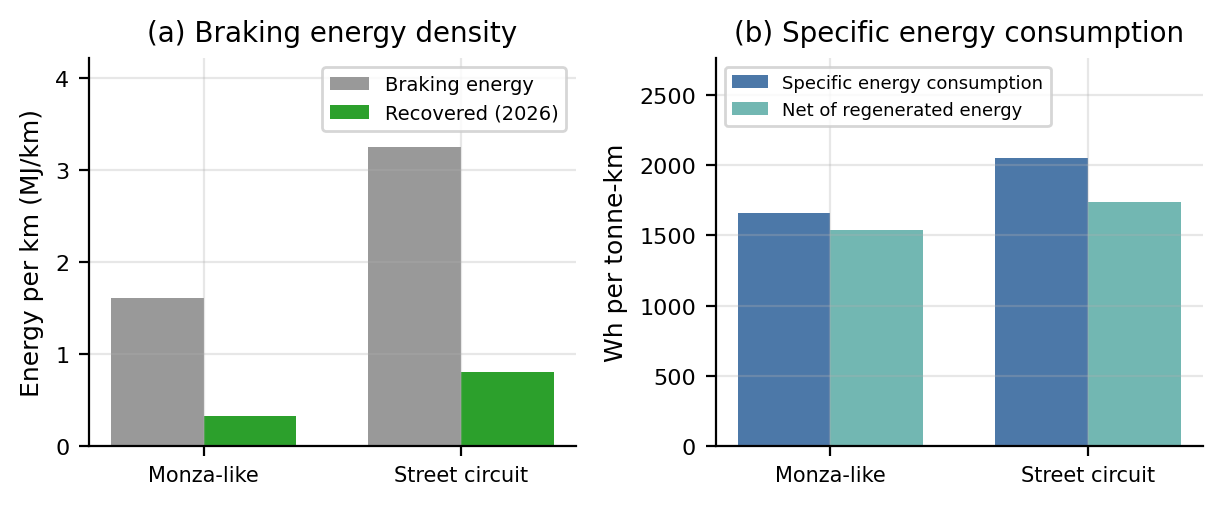 (a) Braking energy density
Energy per km (MJ/km)
4
3
2
1
0
Braking energy
Recovered (2026)
Monza-like
Street circuit
(b) Specific energy consumption
Wh per tonne-km
2500
2000
1500
1000
500
0
Specific energy consumption
Net of regenerated energy
Monza-like
Street circuit